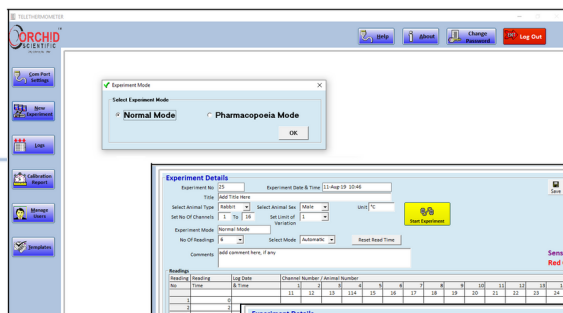 TELETHERMOMETER
ORCHID
SCIENTIFIC
Help
About
Change Password
Log Out
Com Port Settings
New Experiment
Logs
Calibration Report
Manage Users
Templates
Experiment Mode
Select Experiment Mode
Normal Mode
Pharmacopoeia Mode
OK
Experiment Details
Experiment No 25 Experiment Date & Time 11-Aug-19 10:46
Save
Title Add Title Here
Select Animal Type Rabbit Select Animal Sex Male Unit °C
Set No Of Channels 1 To 16 Set Limit of Variation 1
Start Experiment
Experiment Mode Normal Mode
No Of Readings 6 Select Mode Automatic Reset Read Time
Comments add comment here, if any
Sens
Red
Readings
Reading No Reading Time Log Date & Time Channel Number / Animal Number
1 2 3 4 5 6 7 8 9 10 11 12 13
11 12 13 114 15 16 17 18 19 20 21 22 23 24
1 0
2 2
Experiment Details